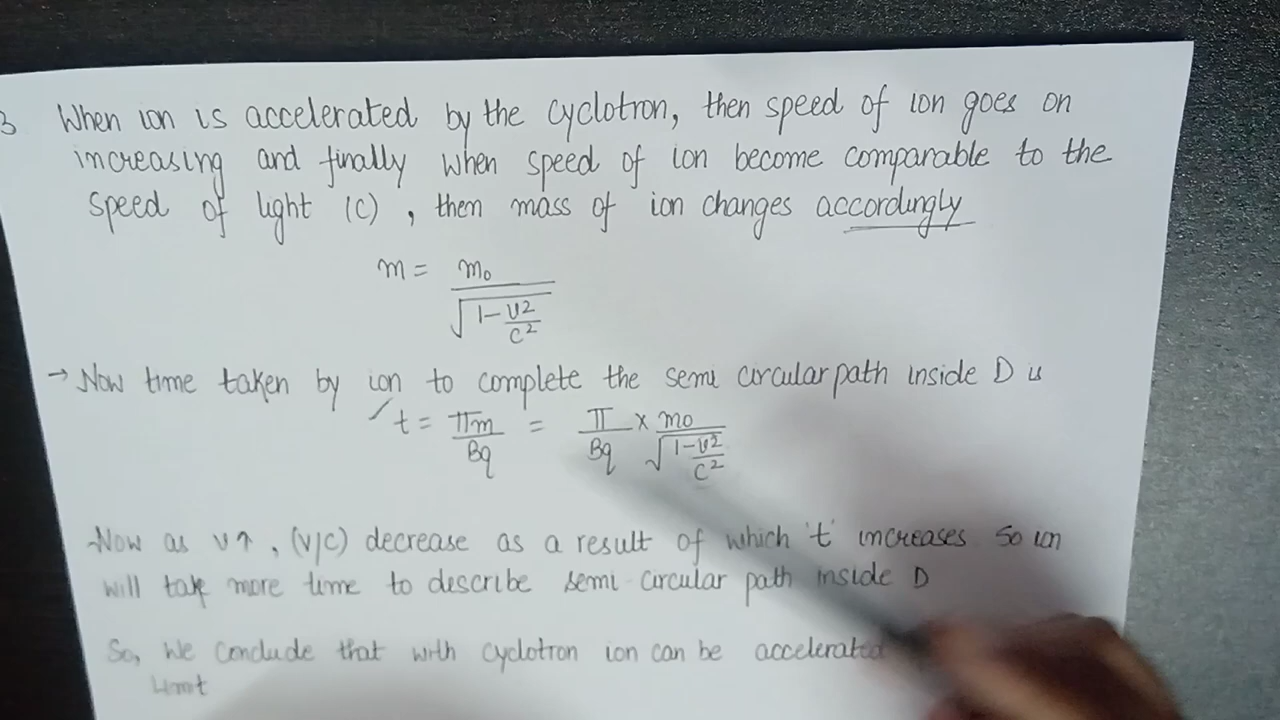 3 When ion is accelerated by the cyclotron, then speed of ion goes on
increasing and finally when speed of ion become comparable to the
speed of light (C), then mass of ion changes accordingly
m = m₀ / √(1 - v²/c²)
→ Now time taken by ion to complete the semi circular path inside D is
t = πm/Bq = π/Bq × m₀/√(1 - v²/c²)
Now as v↑, (v/c) decrease as a result of which 't' increases so ion
will take more time to describe semi-circular path inside D
So, We conclude that with cyclotron ion can be accelerated
limit